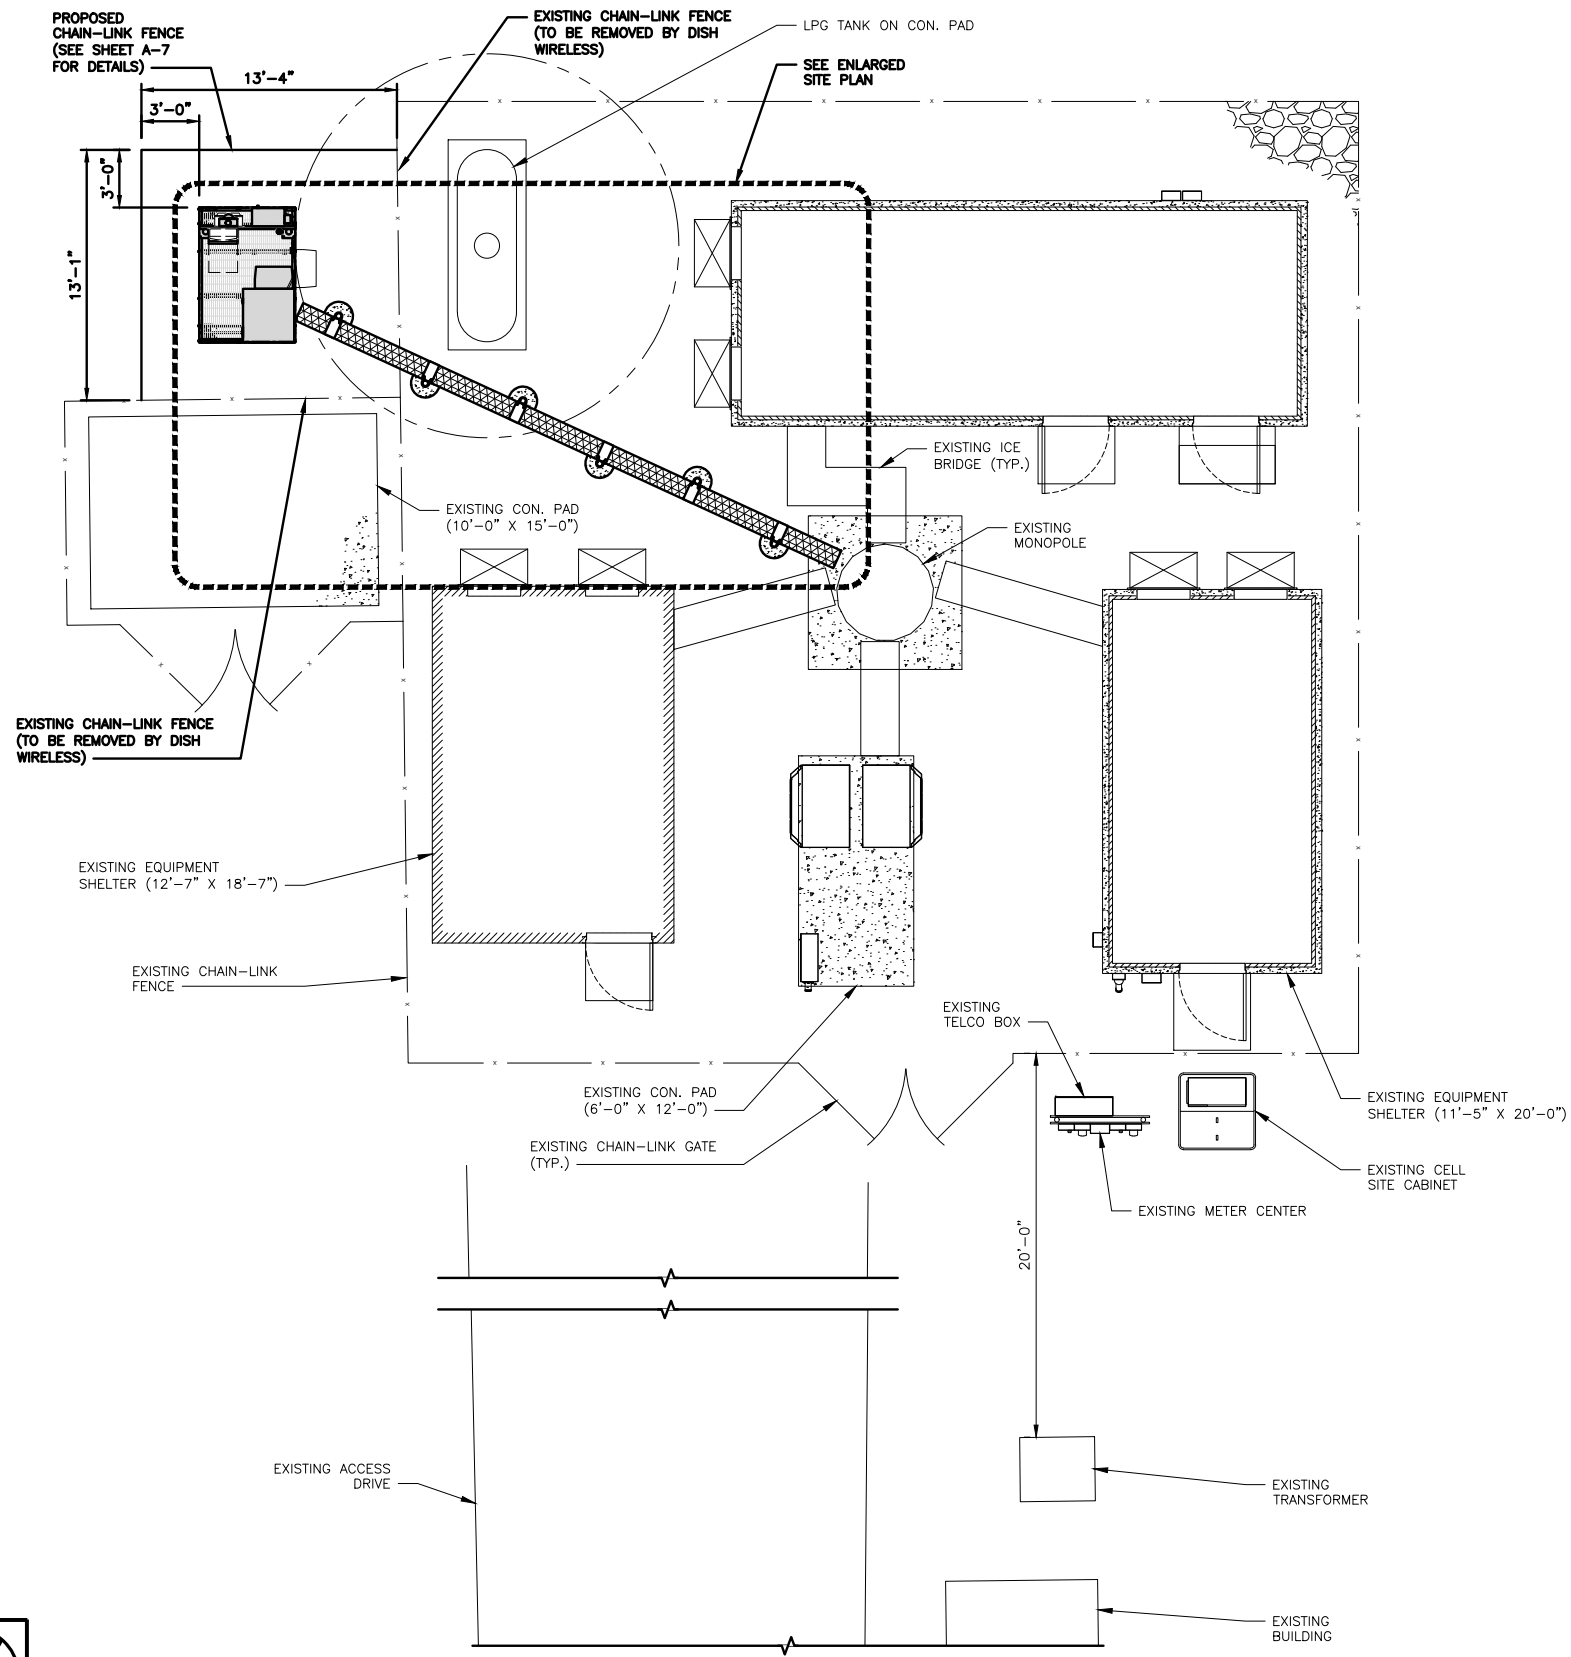 PROPOSED
CHAIN-LINK FENCE
(SEE SHEET A-7
FOR DETAILS)
EXISTING CHAIN-LINK FENCE
(TO BE REMOVED BY DISH
WIRELESS)
LPG TANK ON CON. PAD
SEE ENLARGED
SITE PLAN
13'-4"
3'-0"
3'-0"
13'-1"
EXISTING ICE
BRIDGE (TYP.)
EXISTING CON. PAD
(10'-0" X 15'-0")
EXISTING
MONOPOLE
EXISTING CHAIN-LINK FENCE
(TO BE REMOVED BY DISH
WIRELESS)
EXISTING EQUIPMENT
SHELTER (12'-7" X 18'-7")
EXISTING CHAIN-LINK
FENCE
EXISTING
TELCO BOX
EXISTING CON. PAD
(6'-0" X 12'-0")
EXISTING EQUIPMENT
SHELTER (11'-5" X 20'-0")
EXISTING CHAIN-LINK GATE
(TYP.)
EXISTING CELL
SITE CABINET
EXISTING METER CENTER
20'-0"
EXISTING ACCESS
DRIVE
EXISTING
TRANSFORMER
EXISTING
BUILDING